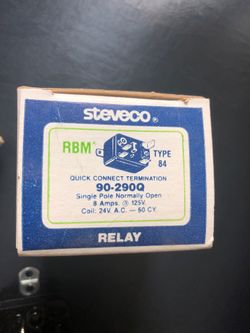 steveco®
RBM®
TYPE
84
QUICK CONNECT TERMINATION
90-290Q
Single Pole Normally Open
8 Amps. @ 125V.
Coil: 24V. A.C. — 60 CY.
RELAY